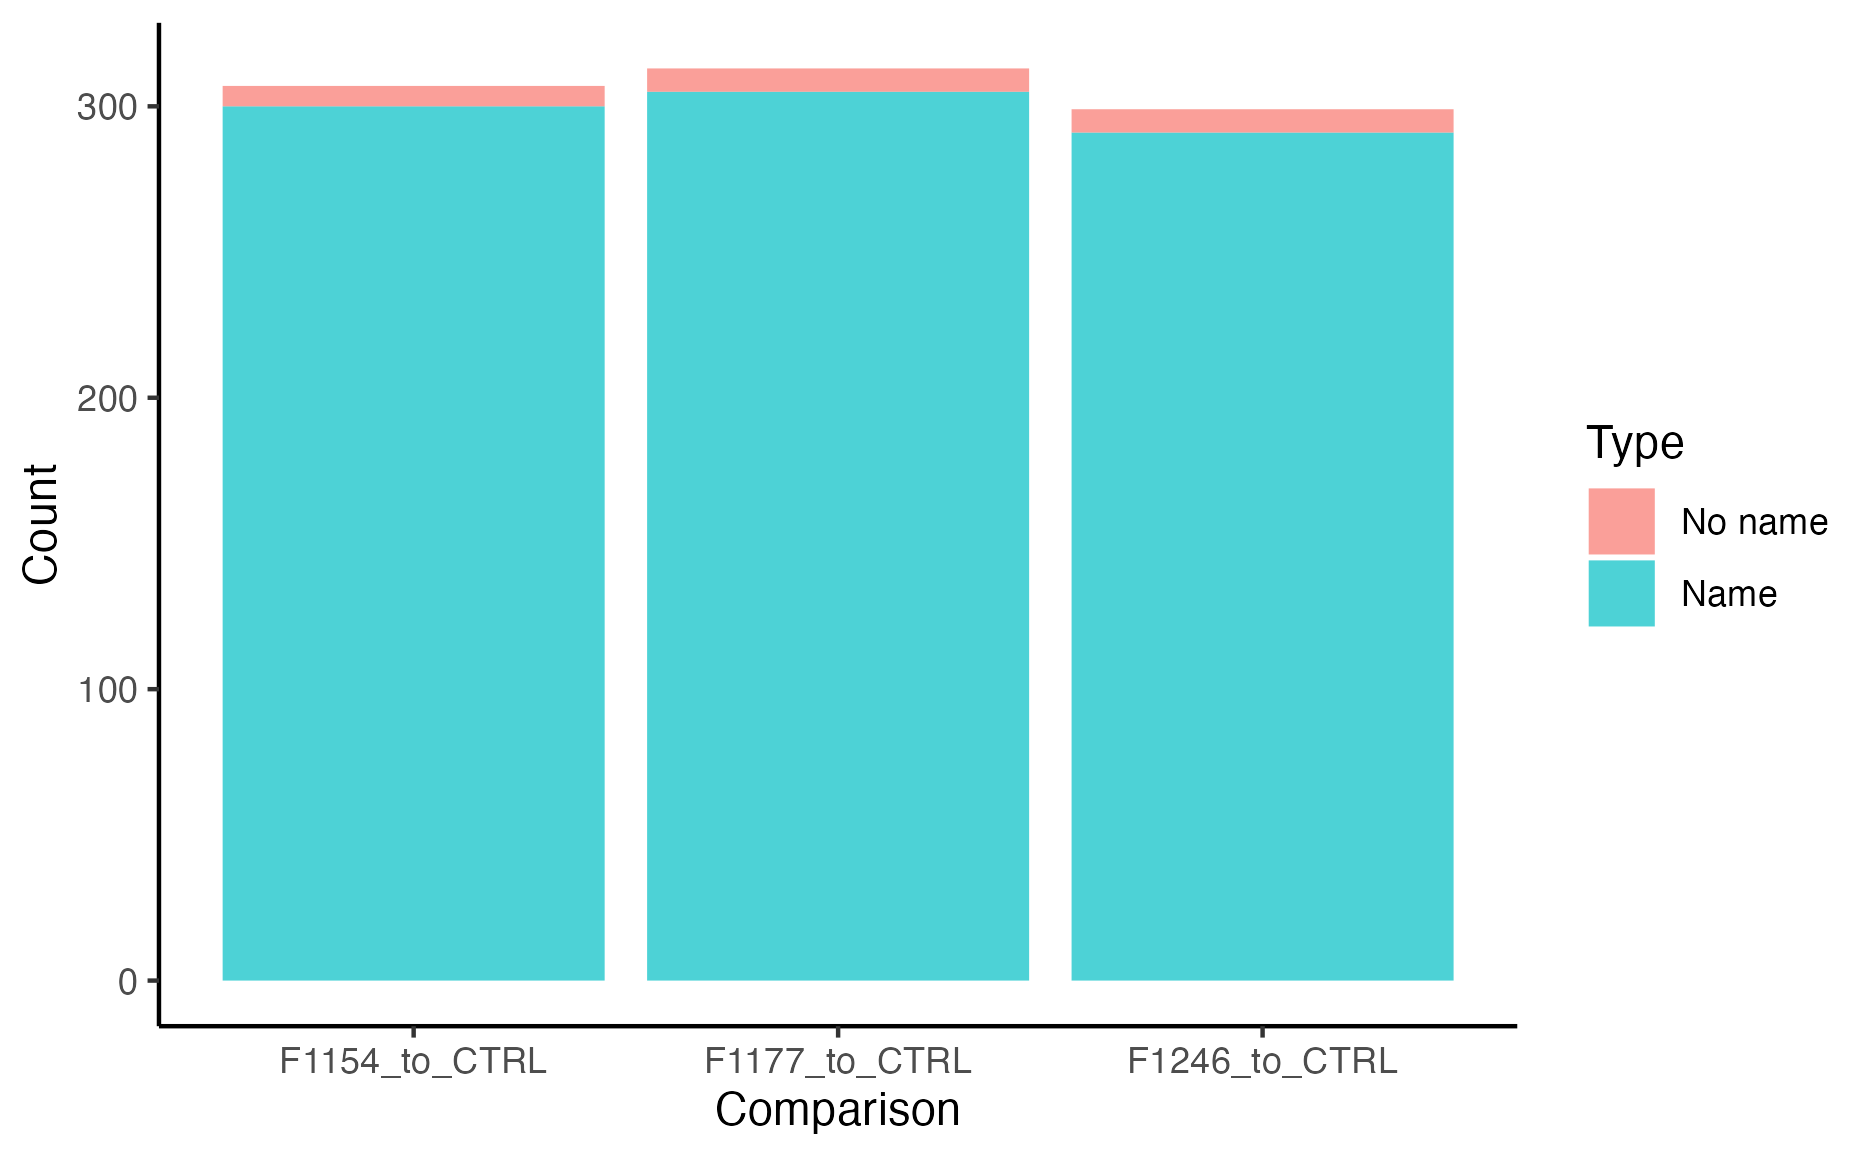 Count
300
200
100
0
F1154_to_CTRL
F1177_to_CTRL
F1246_to_CTRL
Comparison
Type
No name
Name